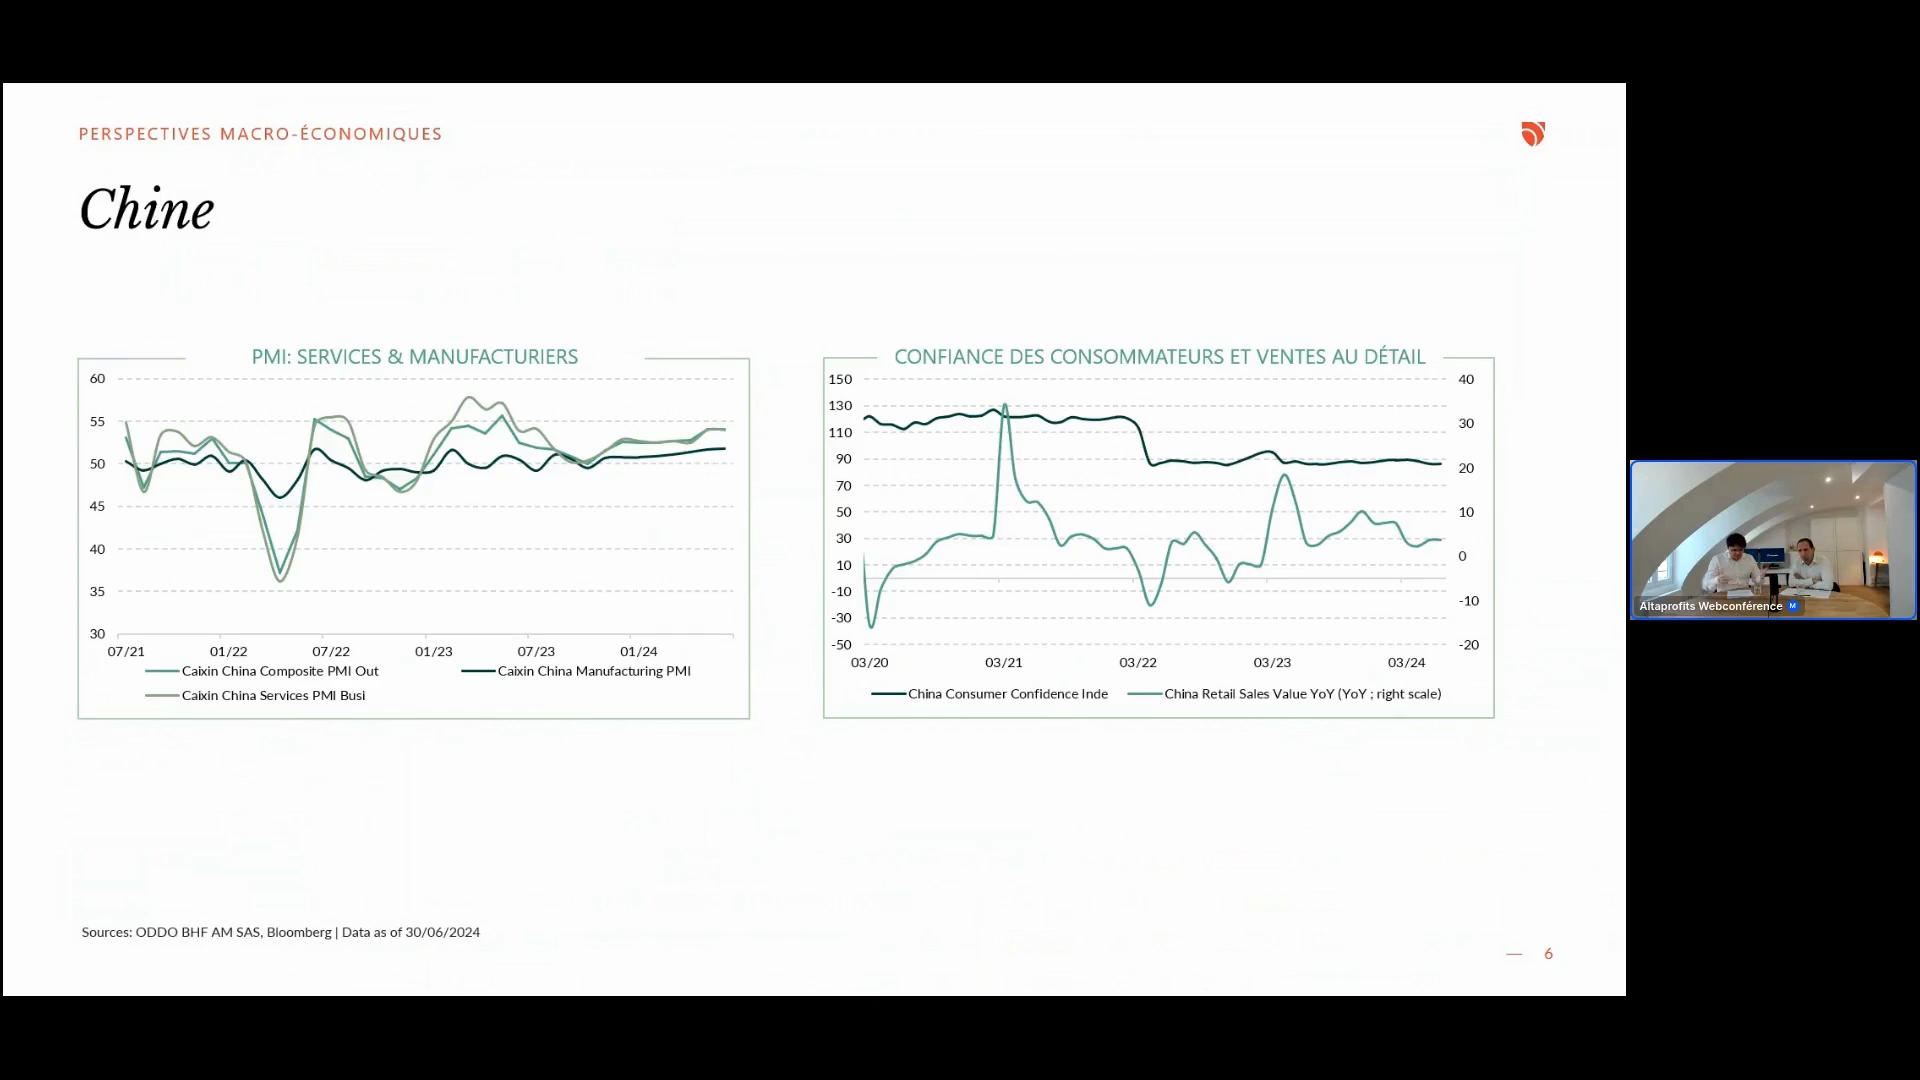 PERSPECTIVES MACRO-ÉCONOMIQUES
Chine
PMI: SERVICES & MANUFACTURIERS
60
55
50
45
40
35
30
07/21 01/22 07/22 01/23 07/23 01/24
Caixin China Composite PMI Out Caixin China Manufacturing PMI
Caixin China Services PMI Busi
CONFIANCE DES CONSOMMATEURS ET VENTES AU DÉTAIL
150 40
130
110 30
90 20
70
50 10
30
10 0
-10 -10
-30
-50 -20
03/20 03/21 03/22 03/23 03/24
China Consumer Confidence Inde China Retail Sales Value YoY (YoY ; right scale)
Altaprofits Webconférence M
Sources: ODDO BHF AM SAS, Bloomberg | Data as of 30/06/2024
— 6